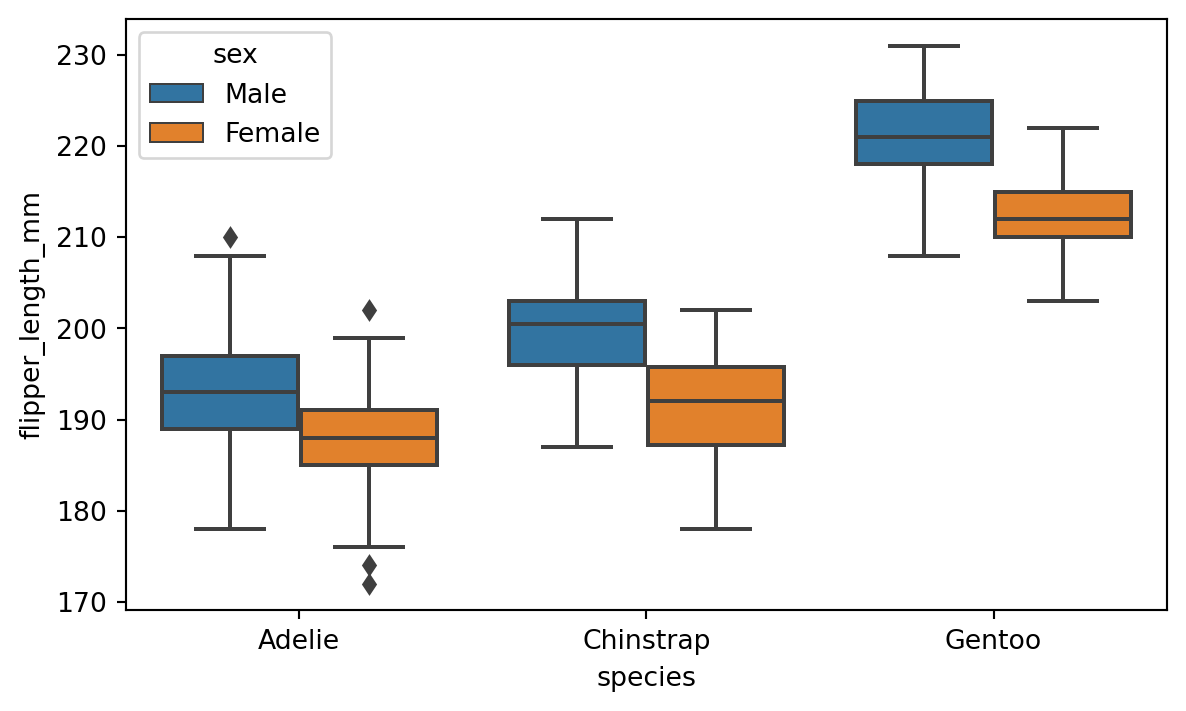 sex
Male
Female
flipper_length_mm
230
220
210
200
190
180
170
Adelie Chinstrap Gentoo
species